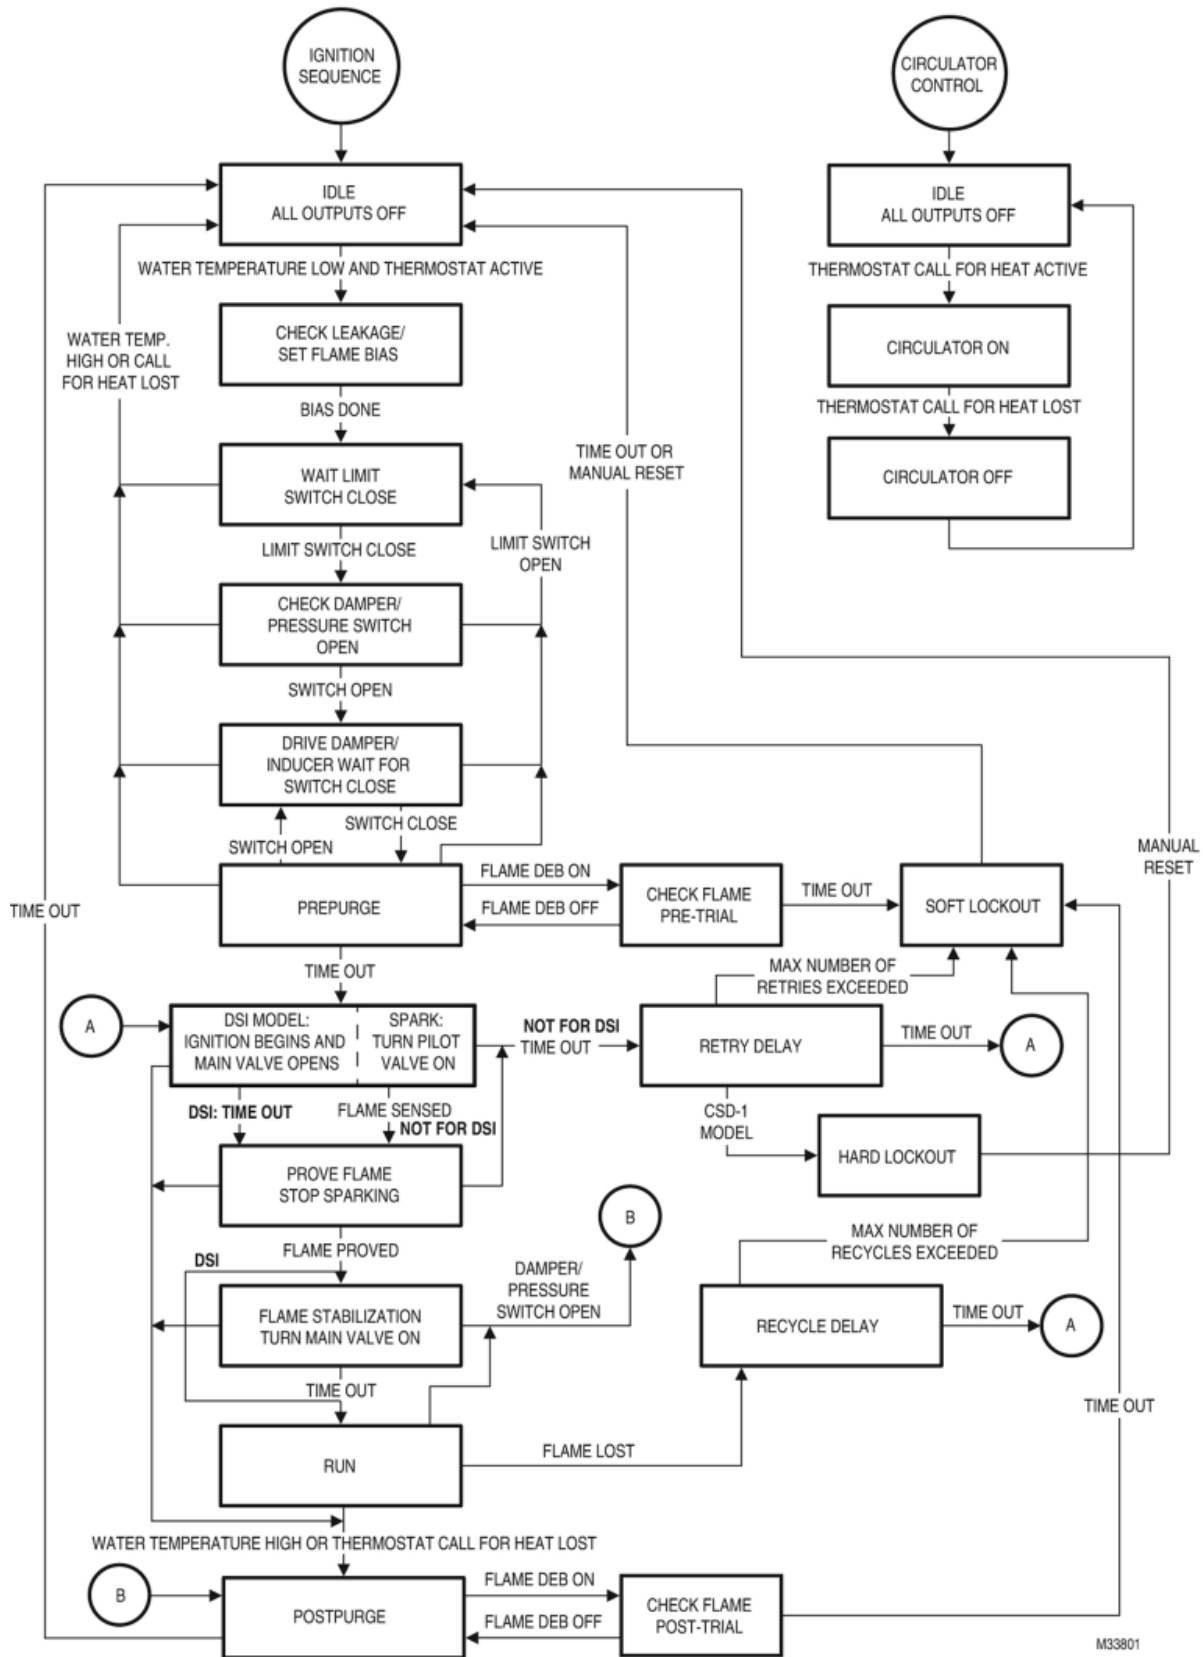 IGNITION
SEQUENCE
CIRCULATOR
CONTROL
IDLE
ALL OUTPUTS OFF
IDLE
ALL OUTPUTS OFF
WATER TEMPERATURE LOW AND THERMOSTAT ACTIVE
THERMOSTAT CALL FOR HEAT ACTIVE
CHECK LEAKAGE/
SET FLAME BIAS
WATER TEMP.
HIGH OR CALL
FOR HEAT LOST
CIRCULATOR ON
BIAS DONE
THERMOSTAT CALL FOR HEAT LOST
WAIT LIMIT
SWITCH CLOSE
TIME OUT OR
MANUAL RESET
CIRCULATOR OFF
LIMIT SWITCH CLOSE
LIMIT SWITCH
OPEN
CHECK DAMPER/
PRESSURE SWITCH
OPEN
SWITCH OPEN
DRIVE DAMPER/
INDUCER WAIT FOR
SWITCH CLOSE
SWITCH OPEN
SWITCH CLOSE
MANUAL
RESET
TIME OUT
PREPURGE
FLAME DEB ON
FLAME DEB OFF
CHECK FLAME
PRE-TRIAL
TIME OUT
SOFT LOCKOUT
TIME OUT
MAX NUMBER OF
RETRIES EXCEEDED
A
DSI MODEL:
IGNITION BEGINS AND
MAIN VALVE OPENS
SPARK:
TURN PILOT
VALVE ON
NOT FOR DSI
TIME OUT
RETRY DELAY
TIME OUT
A
DSI: TIME OUT
FLAME SENSED
NOT FOR DSI
CSD-1
MODEL
HARD LOCKOUT
PROVE FLAME
STOP SPARKING
B
FLAME PROVED
MAX NUMBER OF
RECYCLES EXCEEDED
DSI
DAMPER/
PRESSURE
SWITCH OPEN
FLAME STABILIZATION
TURN MAIN VALVE ON
RECYCLE DELAY
TIME OUT
A
TIME OUT
TIME OUT
RUN
FLAME LOST
WATER TEMPERATURE HIGH OR THERMOSTAT CALL FOR HEAT LOST
B
POSTPURGE
FLAME DEB ON
FLAME DEB OFF
CHECK FLAME
POST-TRIAL
M33801